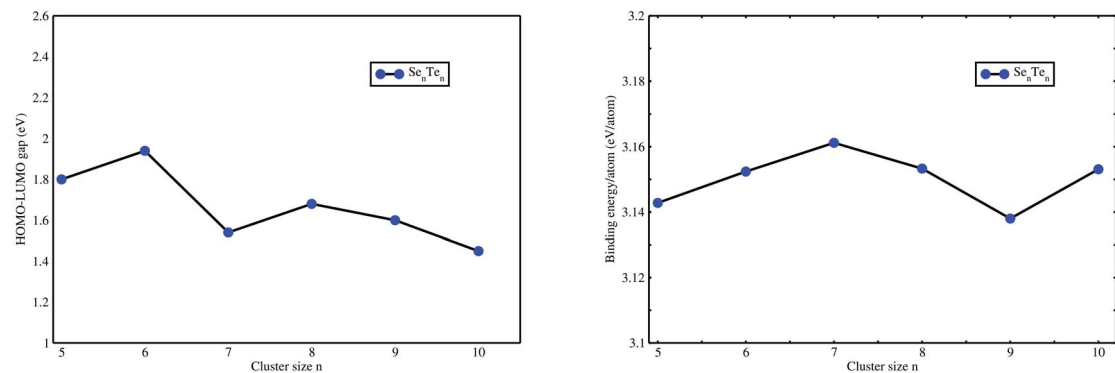 2.6
2.4
2.2
2
1.8
1.6
1.4
1.2
1
HOMO-LUMO gap (eV)
SeₙTeₙ
5 6 7 8 9 10
Cluster size n
3.2
3.18
3.16
3.14
3.12
3.1
Binding energy/atom (eV/atom)
SeₙTeₙ
5 6 7 8 9 10
Cluster size n